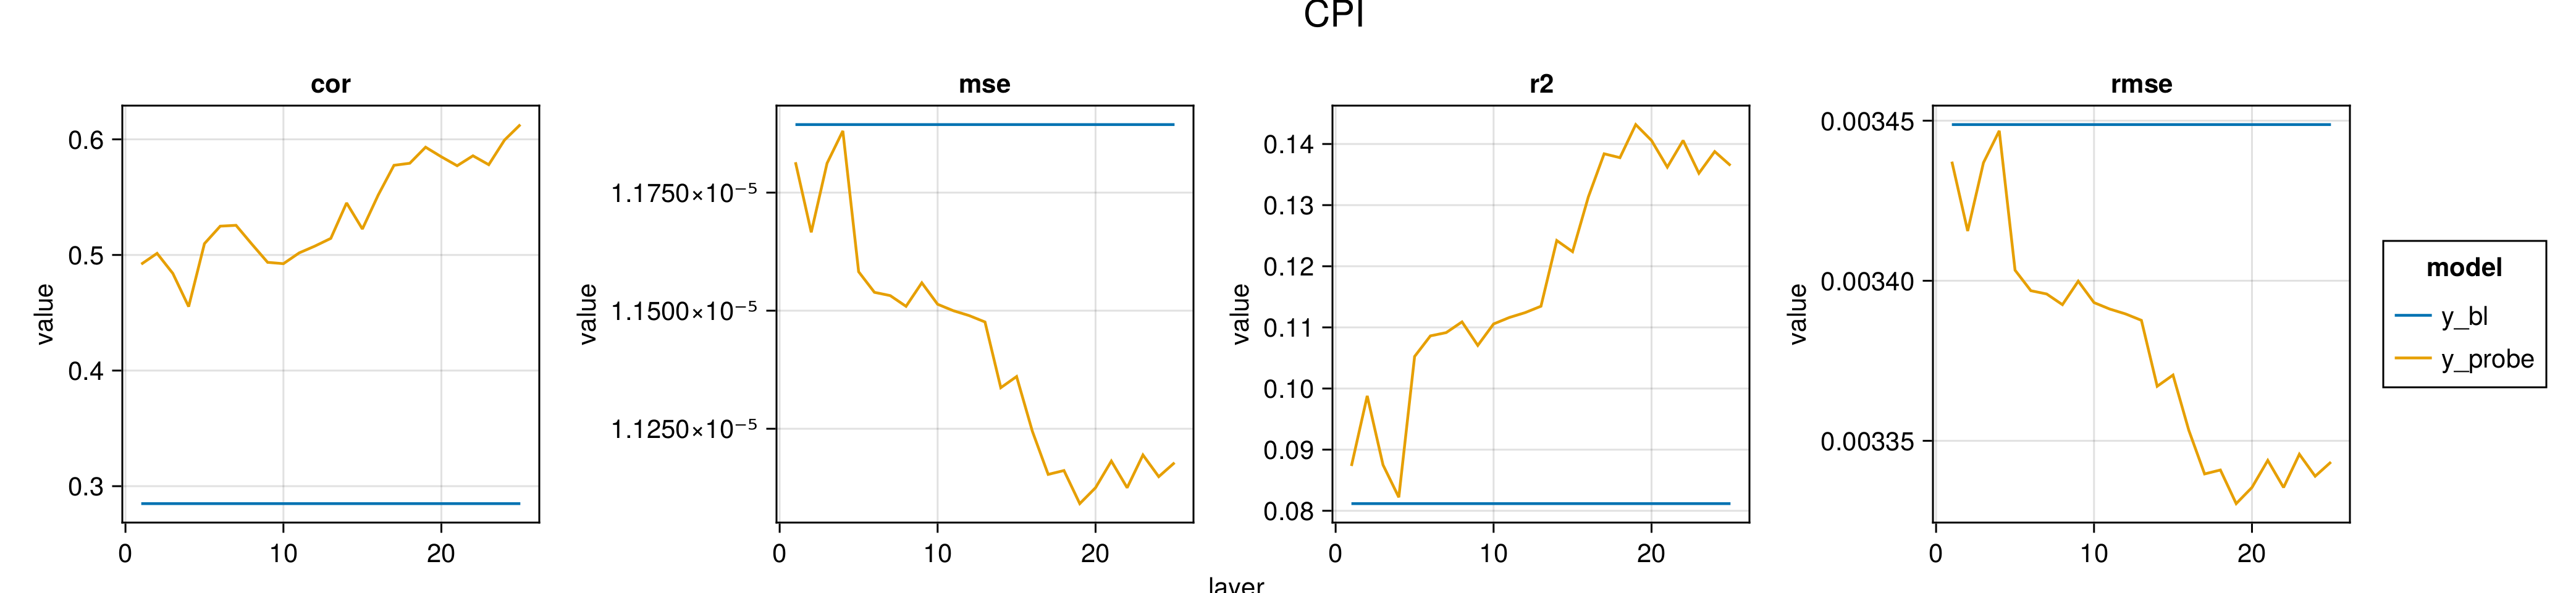 CPI
cor
mse
r2
rmse
value
0.6
0.5
0.4
0.3
0
10
20
value
1.1750×10⁻⁵
1.1500×10⁻⁵
1.1250×10⁻⁵
0
10
20
value
0.14
0.13
0.12
0.11
0.10
0.09
0.08
0
10
20
value
0.00345
0.00340
0.00335
0
10
20
layer
model
y_bl
y_probe